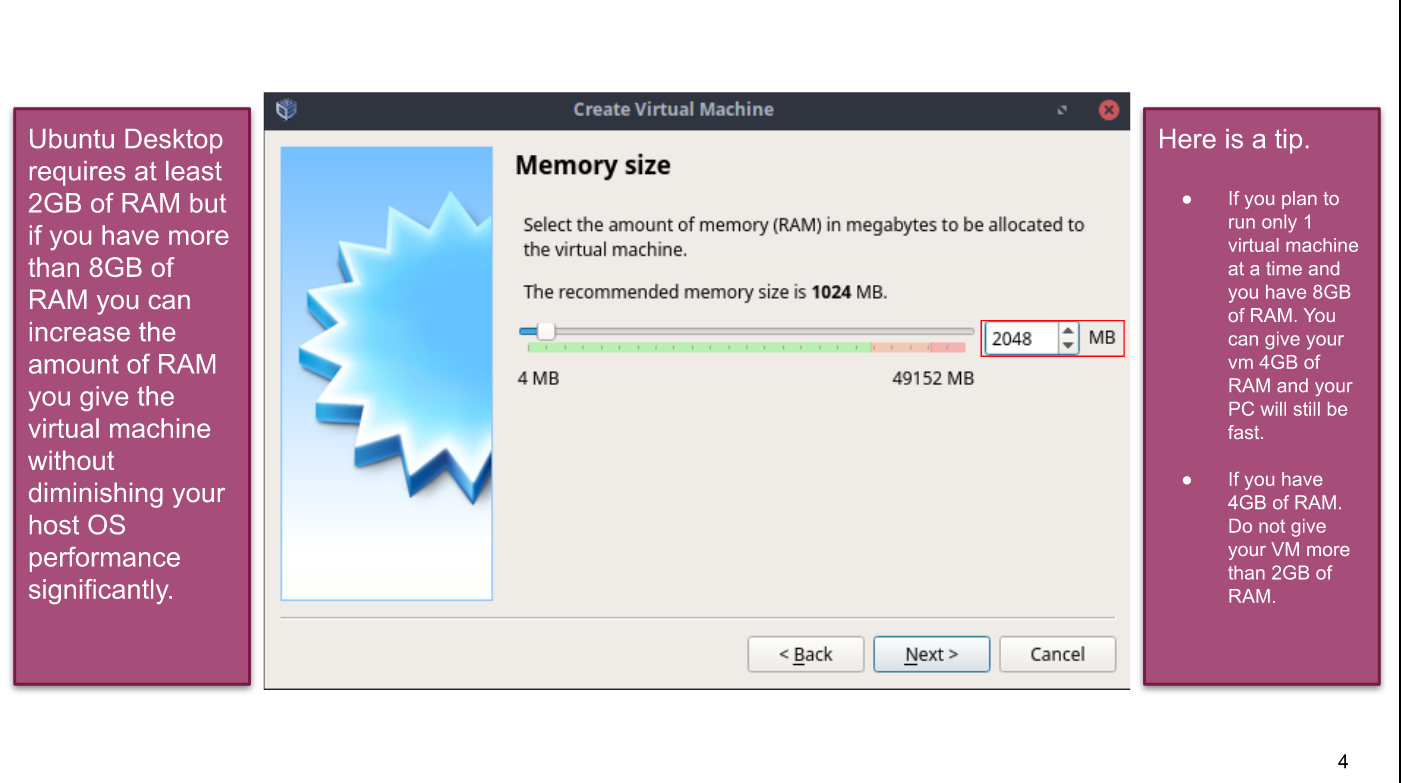 Ubuntu Desktop
requires at least
2GB of RAM but
if you have more
than 8GB of
RAM you can
increase the
amount of RAM
you give the
virtual machine
without
diminishing your
host OS
performance
significantly.
Create Virtual Machine
Memory size
Select the amount of memory (RAM) in megabytes to be allocated to
the virtual machine.
The recommended memory size is 1024 MB.
2048 MB
4 MB 49152 MB
< Back Next > Cancel
Here is a tip.
● If you plan to
run only 1
virtual machine
at a time and
you have 8GB
of RAM. You
can give your
vm 4GB of
RAM and your
PC will still be
fast.
● If you have
4GB of RAM.
Do not give
your VM more
than 2GB of
RAM.
4